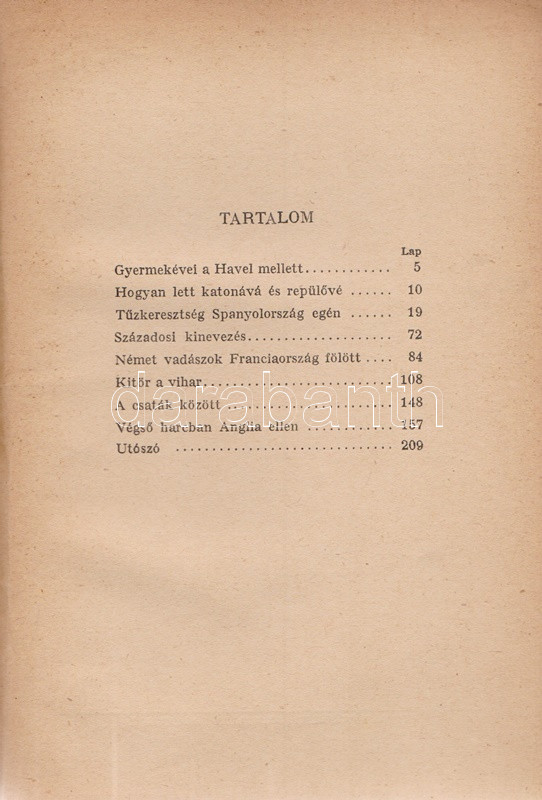 TARTALOM
Lap
Gyermekévei a Havel mellett............ 5
Hogyan lett katonává és repülővé ...... 10
Tűzkeresztség Spanyolország egén ...... 19
Századosi kinevezés..................... 72
Német vadászok Franciaország fölött .... 84
Kitör a vihar........................... 108
A csaták között ........................ 148
Végső harcban Anglia ellen ............ 157
Utószó ............................... 209
darabanth